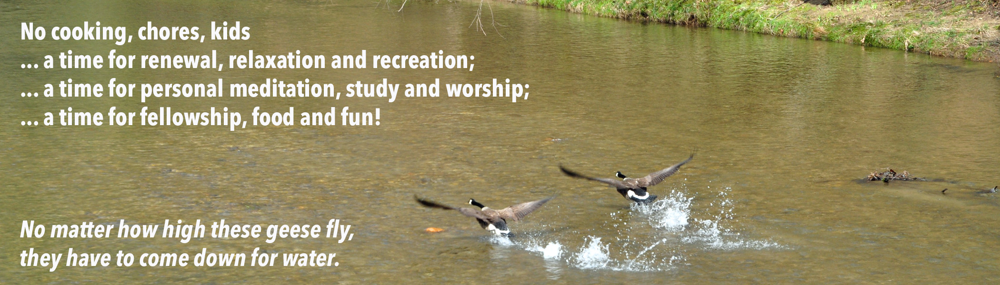 No cooking, chores, kids
... a time for renewal, relaxation and recreation;
... a time for personal meditation, study and worship;
... a time for fellowship, food and fun!
No matter how high these geese fly,
they have to come down for water.